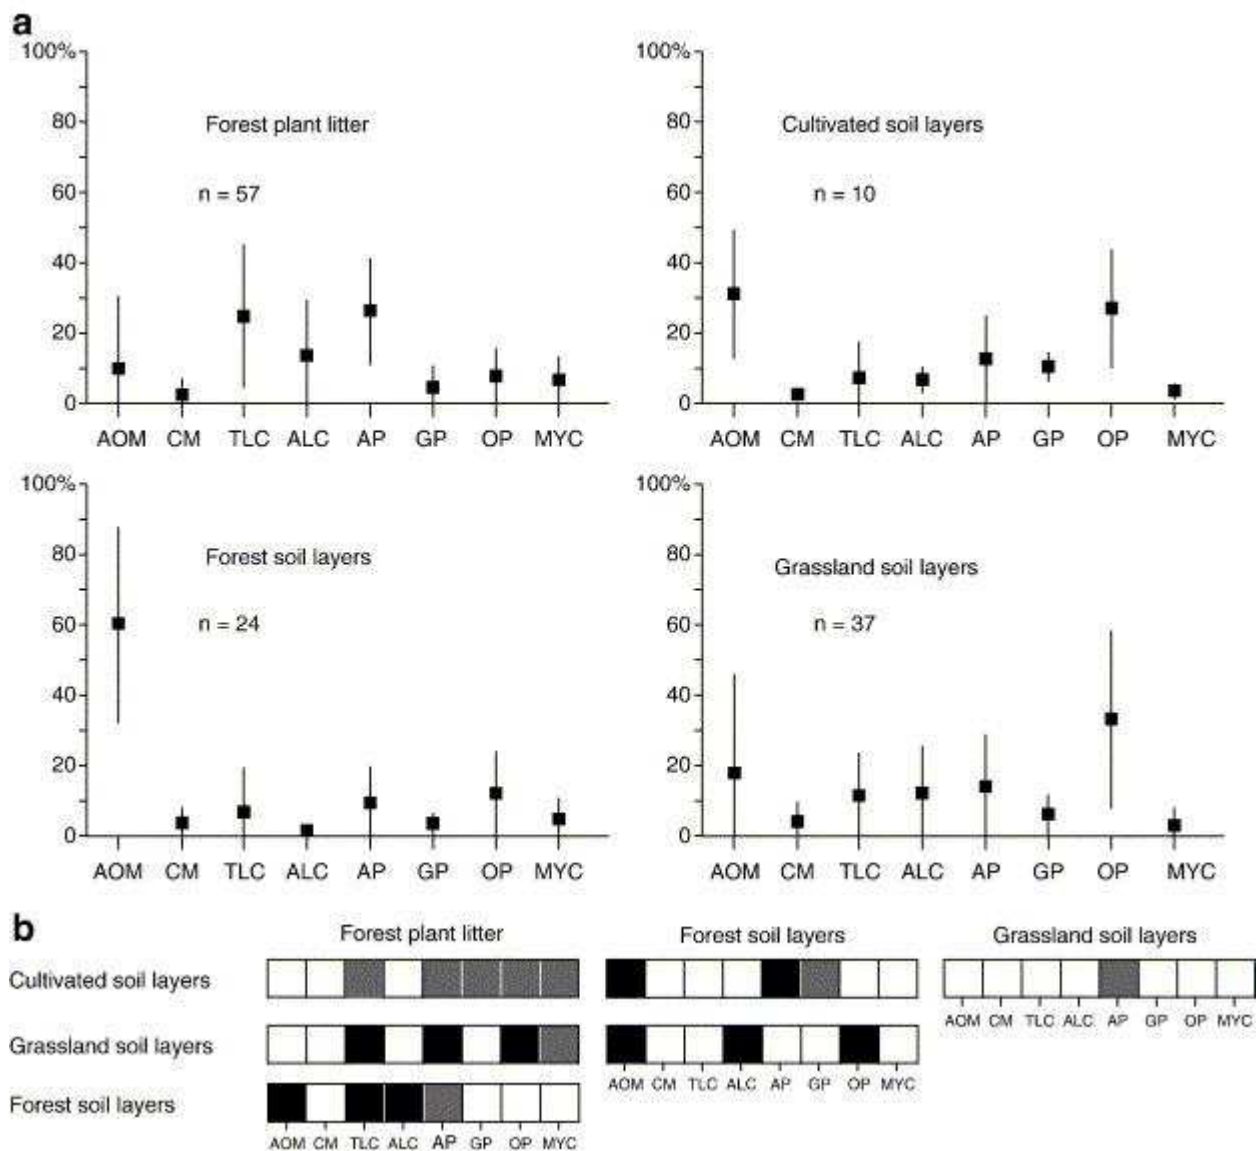 a
100%
80
60
40
20
0
Forest plant litter
n = 57
AOM CM TLC ALC AP GP OP MYC
100%
80
60
40
20
0
Cultivated soil layers
n = 10
AOM CM TLC ALC AP GP OP MYC
100%
80
60
40
20
0
Forest soil layers
n = 24
AOM CM TLC ALC AP GP OP MYC
100%
80
60
40
20
0
Grassland soil layers
n = 37
AOM CM TLC ALC AP GP OP MYC
b
Forest plant litter Forest soil layers Grassland soil layers
Cultivated soil layers
AOM CM TLC ALC AP GP OP MYC
Grassland soil layers
AOM CM TLC ALC AP GP OP MYC
Forest soil layers
AOM CM TLC ALC AP GP OP MYC